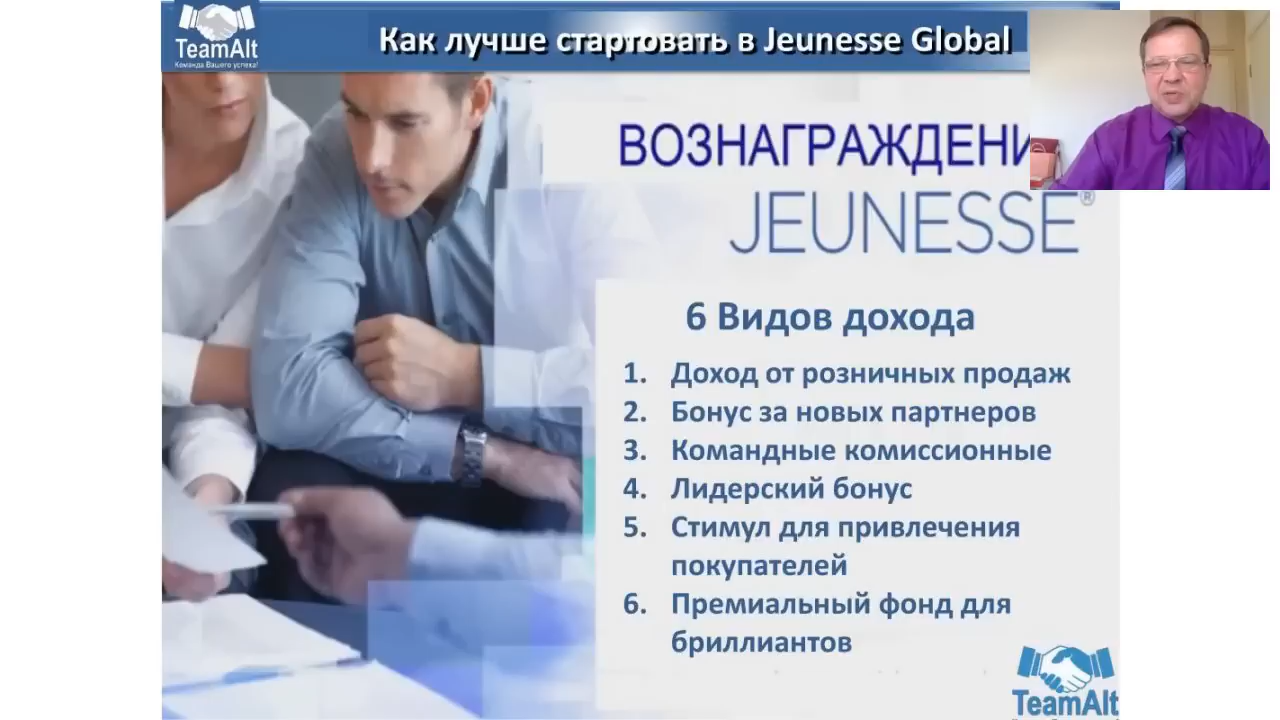 TeamAlt
Команда Вашего успеха!
Как лучше стартовать в Jeunesse Global
ВОЗНАГРАЖДЕНИ
JEUNESSE®
6 Видов дохода
1. Доход от розничных продаж
2. Бонус за новых партнеров
3. Командные комиссионные
4. Лидерский бонус
5. Стимул для привлечения
покупателей
6. Премиальный фонд для
бриллиантов
TeamAlt